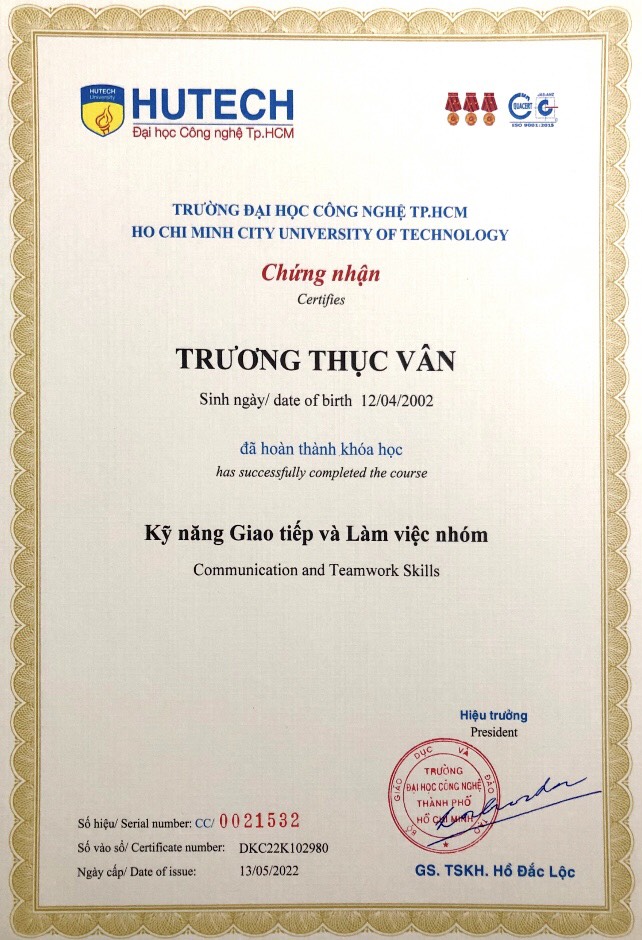 HUTECH
University
HUTECH
Đại học Công nghệ Tp.HCM
QUACERT
JAS-ANZ
ISO 9001:2015
TRƯỜNG ĐẠI HỌC CÔNG NGHỆ TP.HCM
HO CHI MINH CITY UNIVERSITY OF TECHNOLOGY
Chứng nhận
Certifies
TRƯƠNG THỤC VÂN
Sinh ngày/ date of birth 12/04/2002
đã hoàn thành khóa học
has successfully completed the course
Kỹ năng Giao tiếp và Làm việc nhóm
Communication and Teamwork Skills
Hiệu trưởng
President
BỘ GIÁO DỤC VÀ ĐÀO TẠO
TRƯỜNG
ĐẠI HỌC CÔNG NGHỆ
THÀNH PHỐ
HỒ CHÍ MINH
Số hiệu/ Serial number: CC/ 0021532
Số vào sổ/ Certificate number: DKC22K102980
Ngày cấp/ Date of issue: 13/05/2022
GS. TSKH. Hồ Đắc Lộc